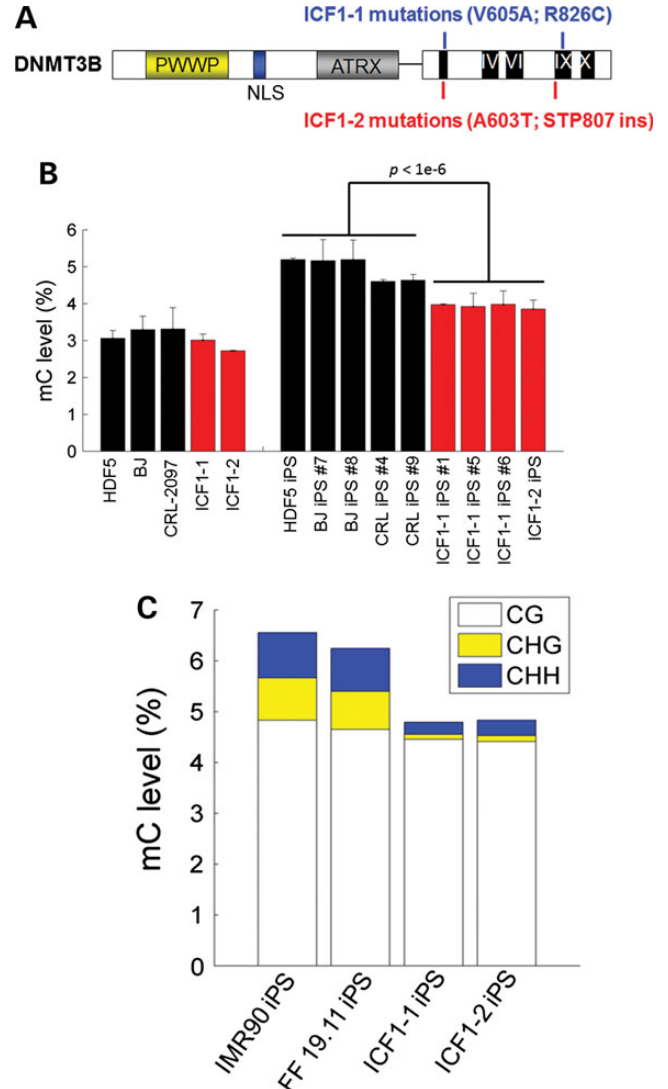 A
ICF1-1 mutations (V605A; R826C)
DNMT3B
PWWP
ATRX
IV VI
IX X
NLS
ICF1-2 mutations (A603T; STP807 ins)
B
p < 1e-6
mC level (%)
6
5
4
3
2
1
0
HDF5
BJ
CRL-2097
ICF1-1
ICF1-2
HDF5 iPS
BJ iPS #7
BJ iPS #8
CRL iPS #4
CRL iPS #9
ICF1-1 iPS #1
ICF1-1 iPS #5
ICF1-1 iPS #6
ICF1-2 iPS
C
mC level (%)
7
6
5
4
3
2
1
0
CG
CHG
CHH
IMR90 iPS
FF 19.11 iPS
ICF1-1 iPS
ICF1-2 iPS